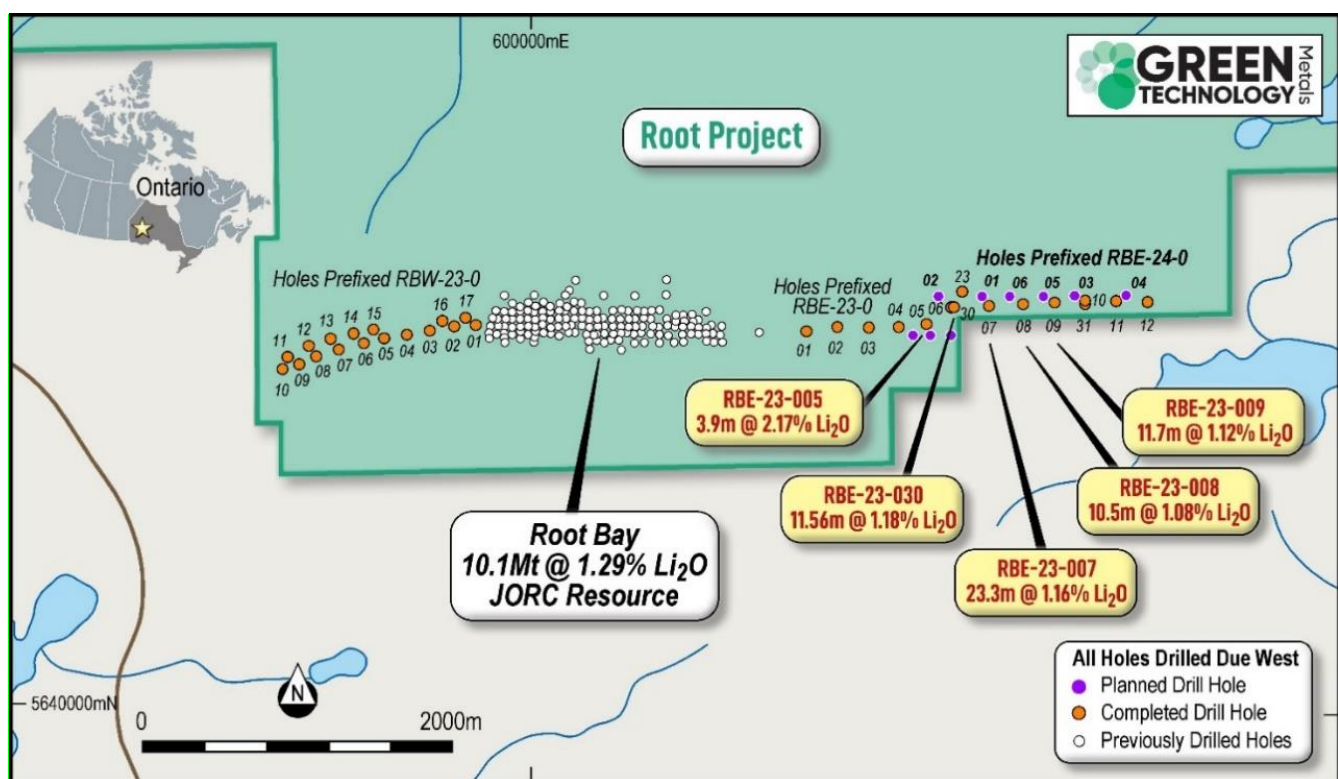 600000mE
GREEN
TECHNOLOGY
Metals
Root Project
Ontario
Holes Prefixed RBE-24-0
Holes Prefixed RBW-23-0
Holes Prefixed
RBE-23-0
02 23 01 06 05 03 04
16 17
13 14 15
11 12
10 09 08 07 06 05 04 03 02 01
01 02 03 04 05 06 30 07 08 09 31 10 11 12
RBE-23-005
3.9m @ 2.17% Li₂O
RBE-23-009
11.7m @ 1.12% Li₂O
RBE-23-030
11.56m @ 1.18% Li₂O
RBE-23-008
10.5m @ 1.08% Li₂O
RBE-23-007
23.3m @ 1.16% Li₂O
Root Bay
10.1Mt @ 1.29% Li₂O
JORC Resource
5640000mN
N
0 2000m
All Holes Drilled Due West
Planned Drill Hole
Completed Drill Hole
Previously Drilled Holes